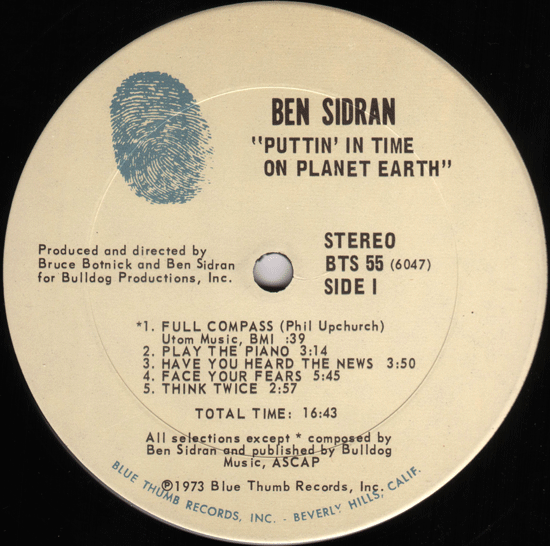 BEN SIDRAN
"PUTTIN' IN TIME
ON PLANET EARTH"
Produced and directed by
Bruce Botnick and Ben Sidran
for Bulldog Productions, Inc.
STEREO
BTS 55 (6047)
SIDE I
*1. FULL COMPASS (Phil Upchurch)
Utom Music, BMI :39
2. PLAY THE PIANO 3:14
3. HAVE YOU HEARD THE NEWS 3:50
4. FACE YOUR FEARS 5:45
5. THINK TWICE 2:57
TOTAL TIME: 16:43
All selections except * composed by
Ben Sidran and published by Bulldog
Music, ASCAP
℗1973 Blue Thumb Records, Inc.
BLUE THUMB RECORDS, INC. - BEVERLY HILLS, CALIF.